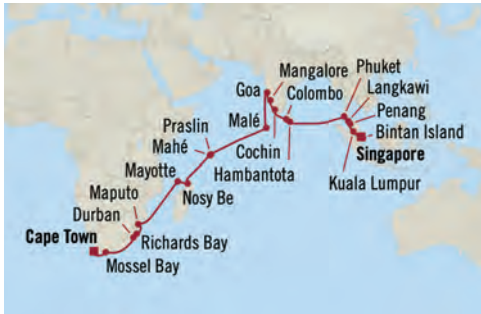 Phuket
Mangalore
Langkawi
Goa
Colombo
Penang
Praslin
Malé
Bintan Island
Mahé
Cochin
Singapore
Mayotte
Hambantota
Kuala Lumpur
Maputo
Nosy Be
Durban
Cape Town
Richards Bay
Mossel Bay